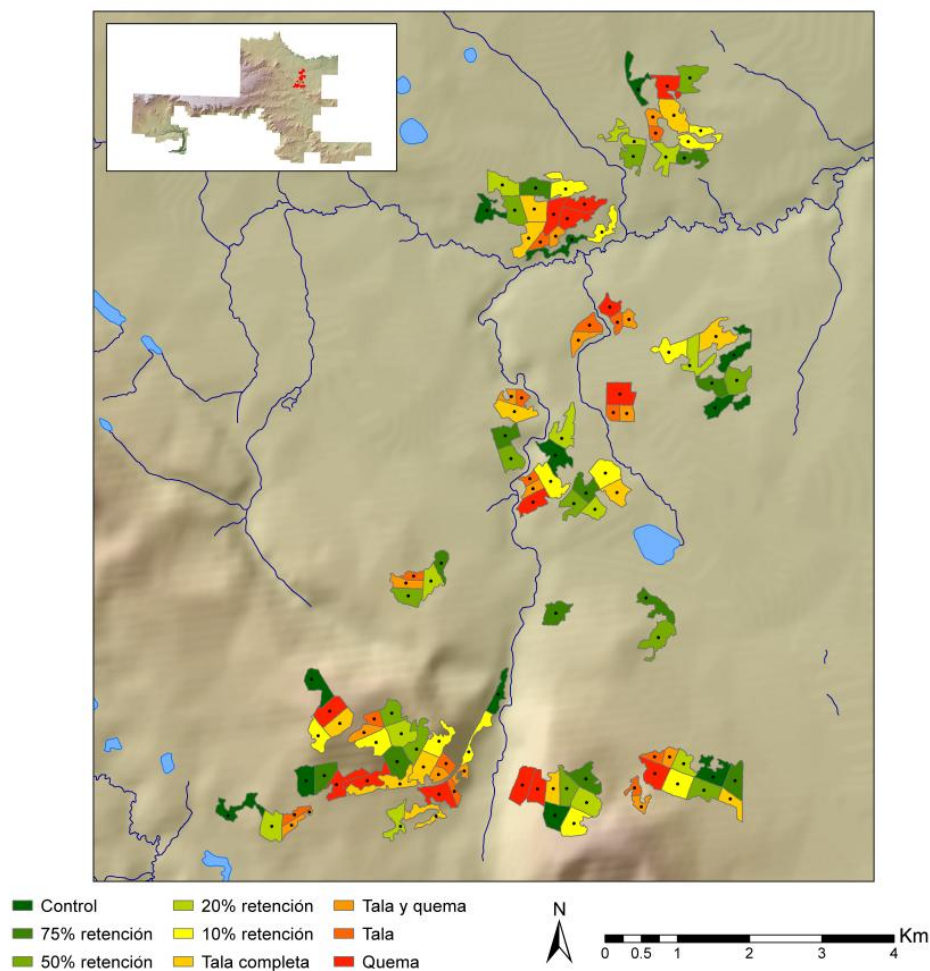 Control
75% retención
50% retención
20% retención
10% retención
Tala completa
Tala y quema
Tala
Quema
N
0 0.5 1 2 3 4 Km